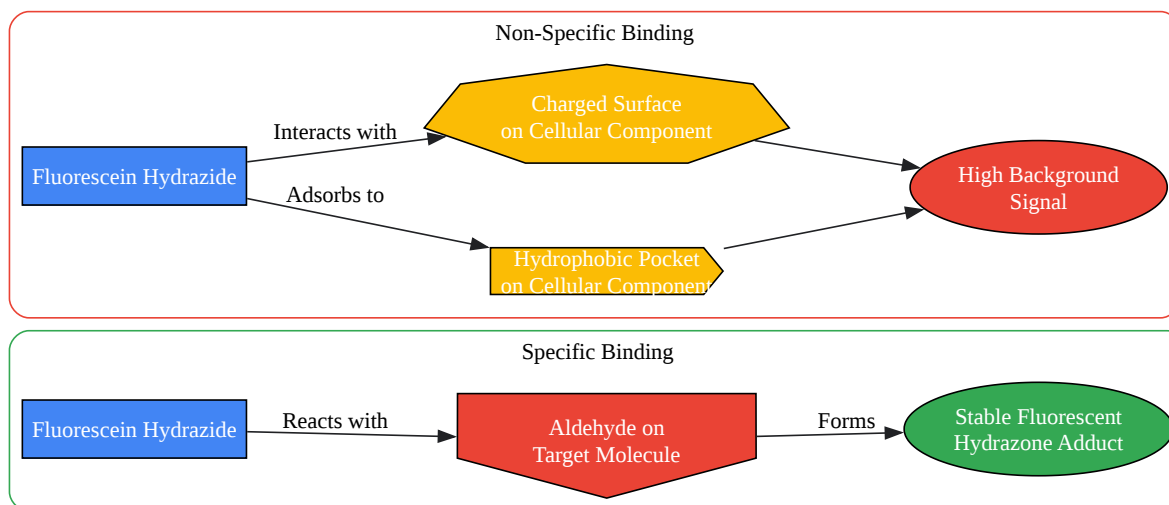 Non-Specific Binding
Charged Surface
on Cellular Component
Interacts with
Fluorescein Hydrazide
High Background
Signal
Adsorbs to
Hydrophobic Pocket
on Cellular Component
Specific Binding
Fluorescein Hydrazide
Reacts with
Aldehyde on
Target Molecule
Forms
Stable Fluorescent
Hydrazone Adduct